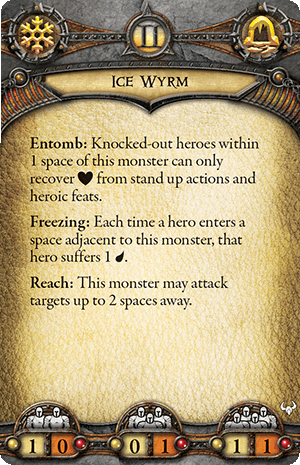 II
ICE WYRM
Entomb: Knocked-out heroes within
1 space of this monster can only
recover from stand up actions and
heroic feats.
Freezing: Each time a hero enters a
space adjacent to this monster, that
hero suffers 1 .
Reach: This monster may attack
targets up to 2 spaces away.
1 0 0 1 1 1